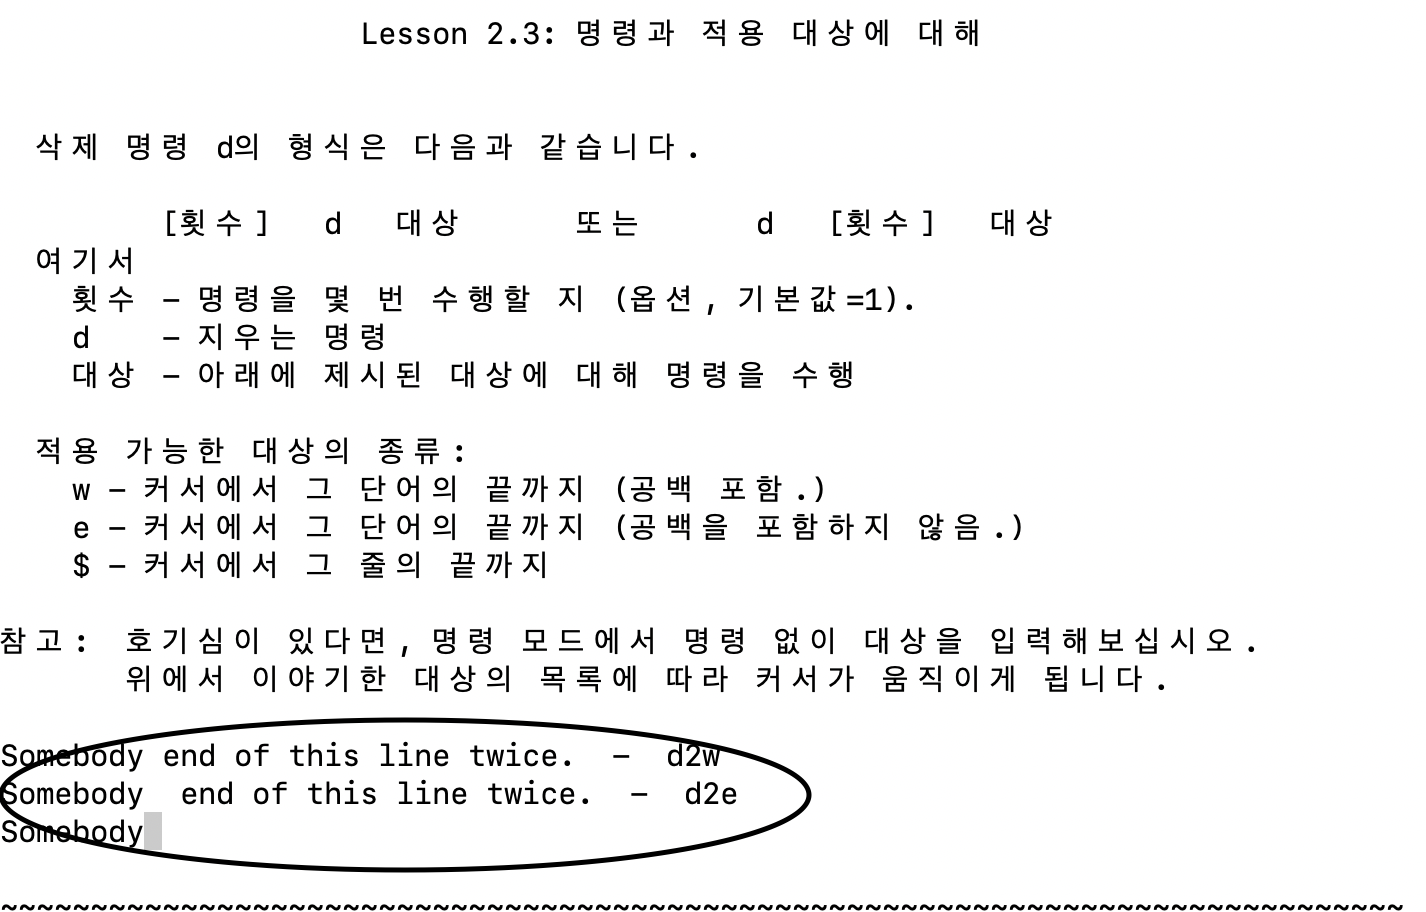 Lesson 2.3: 명령과 적용 대상에 대해
삭제 명령 d의 형식은 다음과 같습니다.
[횟수] d 대상 또는 d [횟수] 대상
여기서
횟수 - 명령을 몇 번 수행할 지 (옵션, 기본값=1).
d - 지우는 명령
대상 - 아래에 제시된 대상에 대해 명령을 수행
적용 가능한 대상의 종류:
w - 커서에서 그 단어의 끝까지 (공백 포함.)
e - 커서에서 그 단어의 끝까지 (공백을 포함하지 않음.)
$ - 커서에서 그 줄의 끝까지
참고: 호기심이 있다면, 명령 모드에서 명령 없이 대상을 입력해보십시오.
위에서 이야기한 대상의 목록에 따라 커서가 움직이게 됩니다.
Somebody end of this line twice. - d2w
Somebody  end of this line twice. - d2e
Somebody
~~~~~~~~~~~~~~~~~~~~~~~~~~~~~~~~~~~~~~~~~~~~~~~~~~~~~~~~~~~~~~~~~~~~~~~~~~~~~~